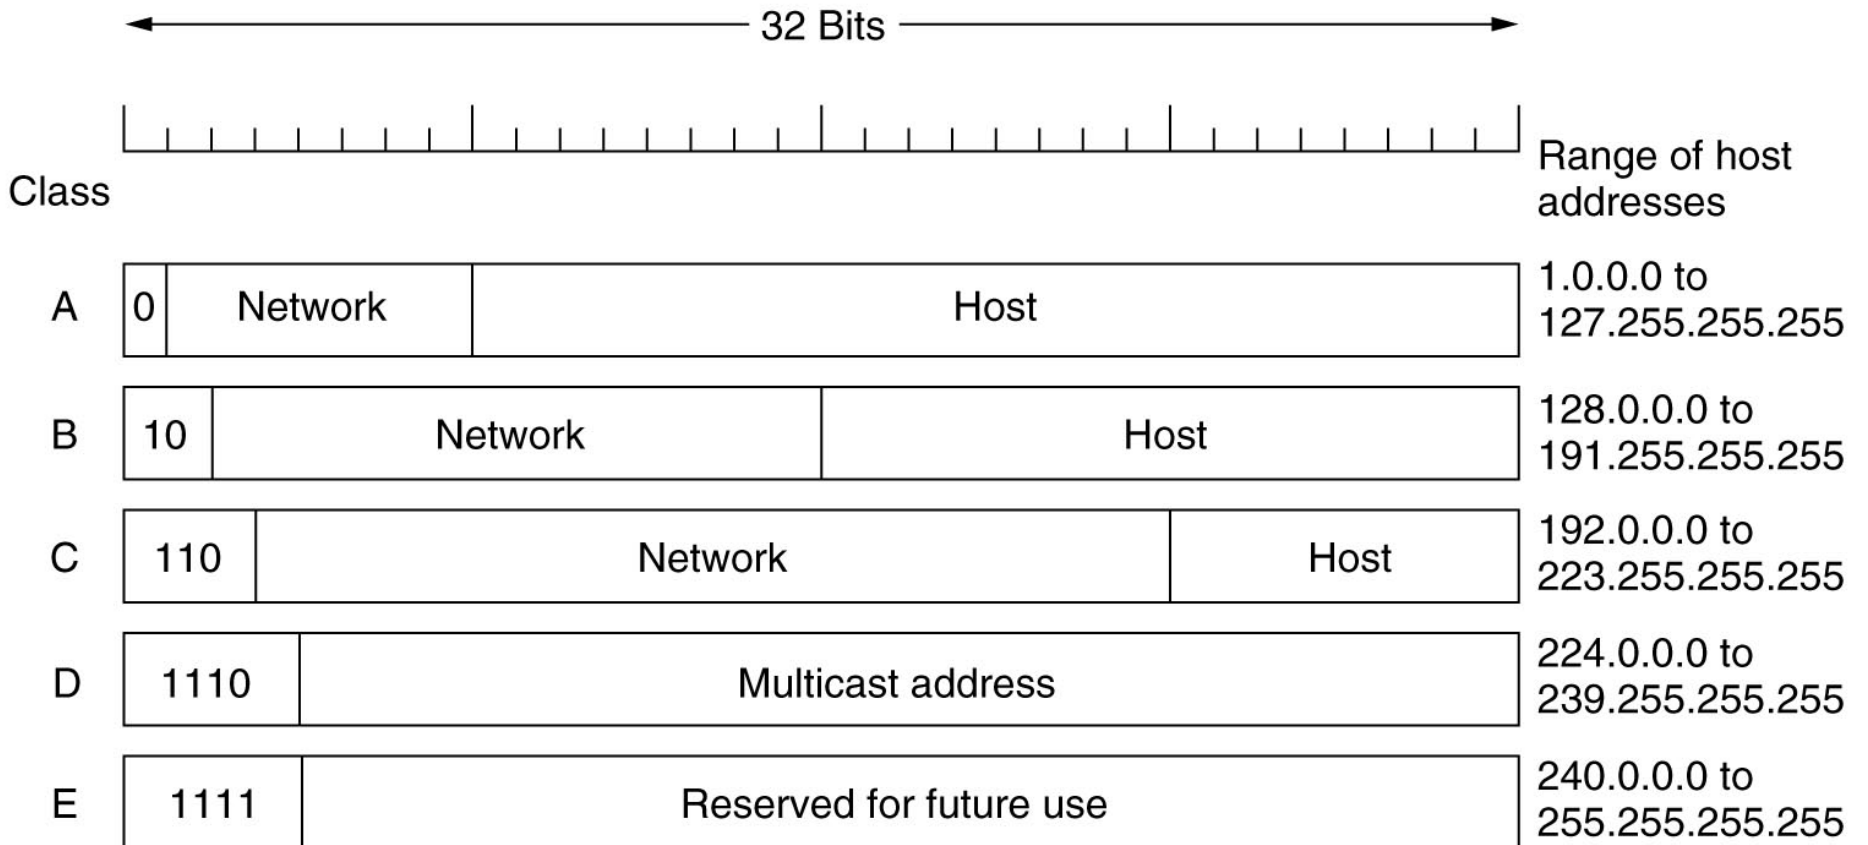 32 Bits
Range of host
addresses
Class
A
0
Network
Host
1.0.0.0 to
127.255.255.255
B
10
Network
Host
128.0.0.0 to
191.255.255.255
C
110
Network
Host
192.0.0.0 to
223.255.255.255
D
1110
Multicast address
224.0.0.0 to
239.255.255.255
E
1111
Reserved for future use
240.0.0.0 to
255.255.255.255